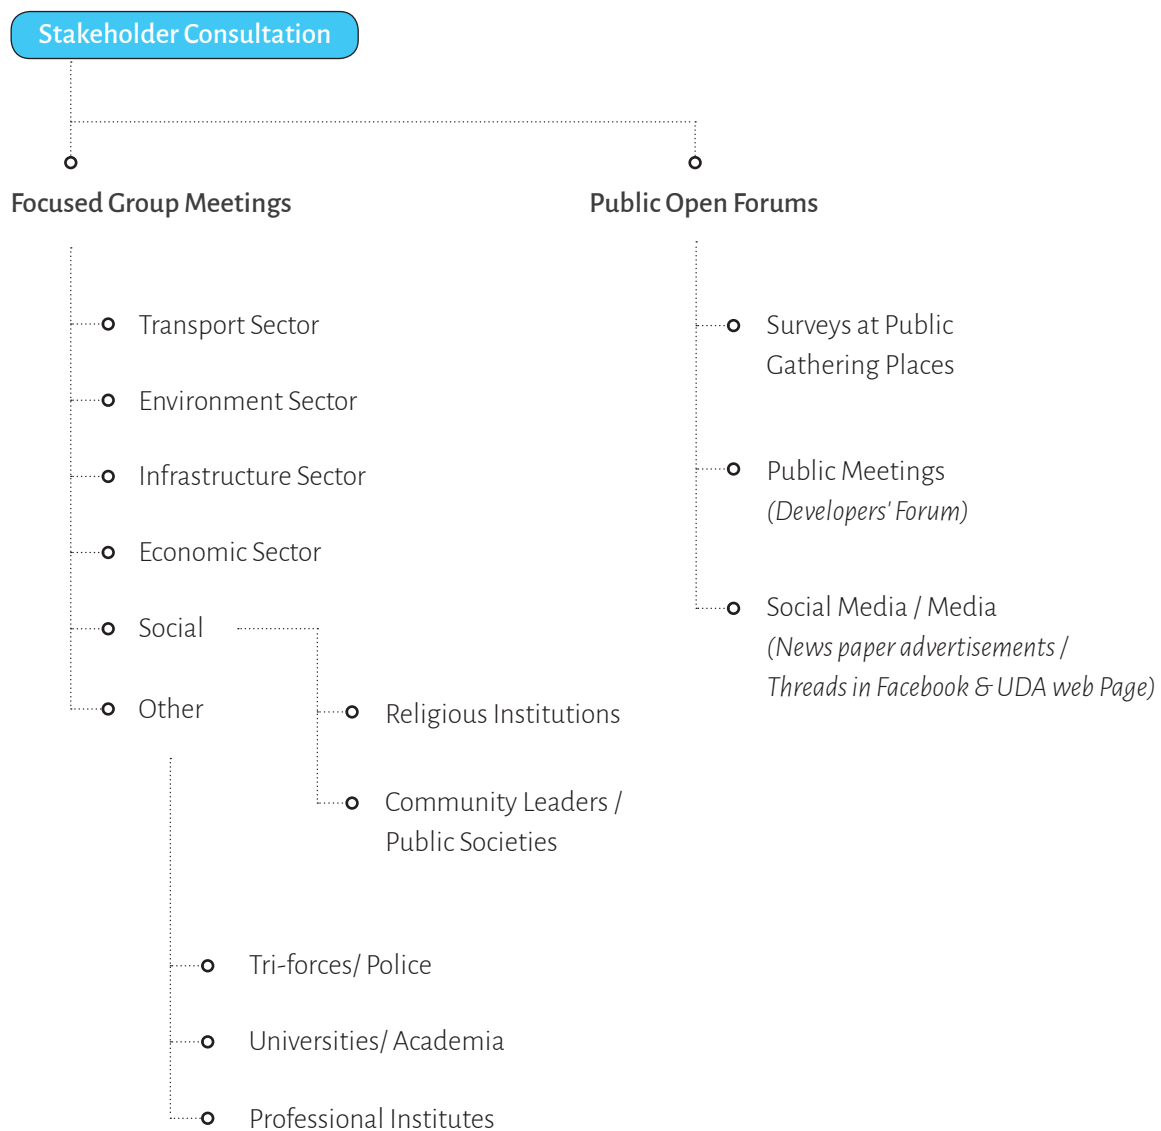 Stakeholder Consultation
Focused Group Meetings
Transport Sector
Environment Sector
Infrastructure Sector
Economic Sector
Social
Religious Institutions
Community Leaders /
Public Societies
Other
Tri-forces/ Police
Universities/ Academia
Professional Institutes
Public Open Forums
Surveys at Public
Gathering Places
Public Meetings
(Developers' Forum)
Social Media / Media
(News paper advertisements /
Threads in Facebook & UDA web Page)